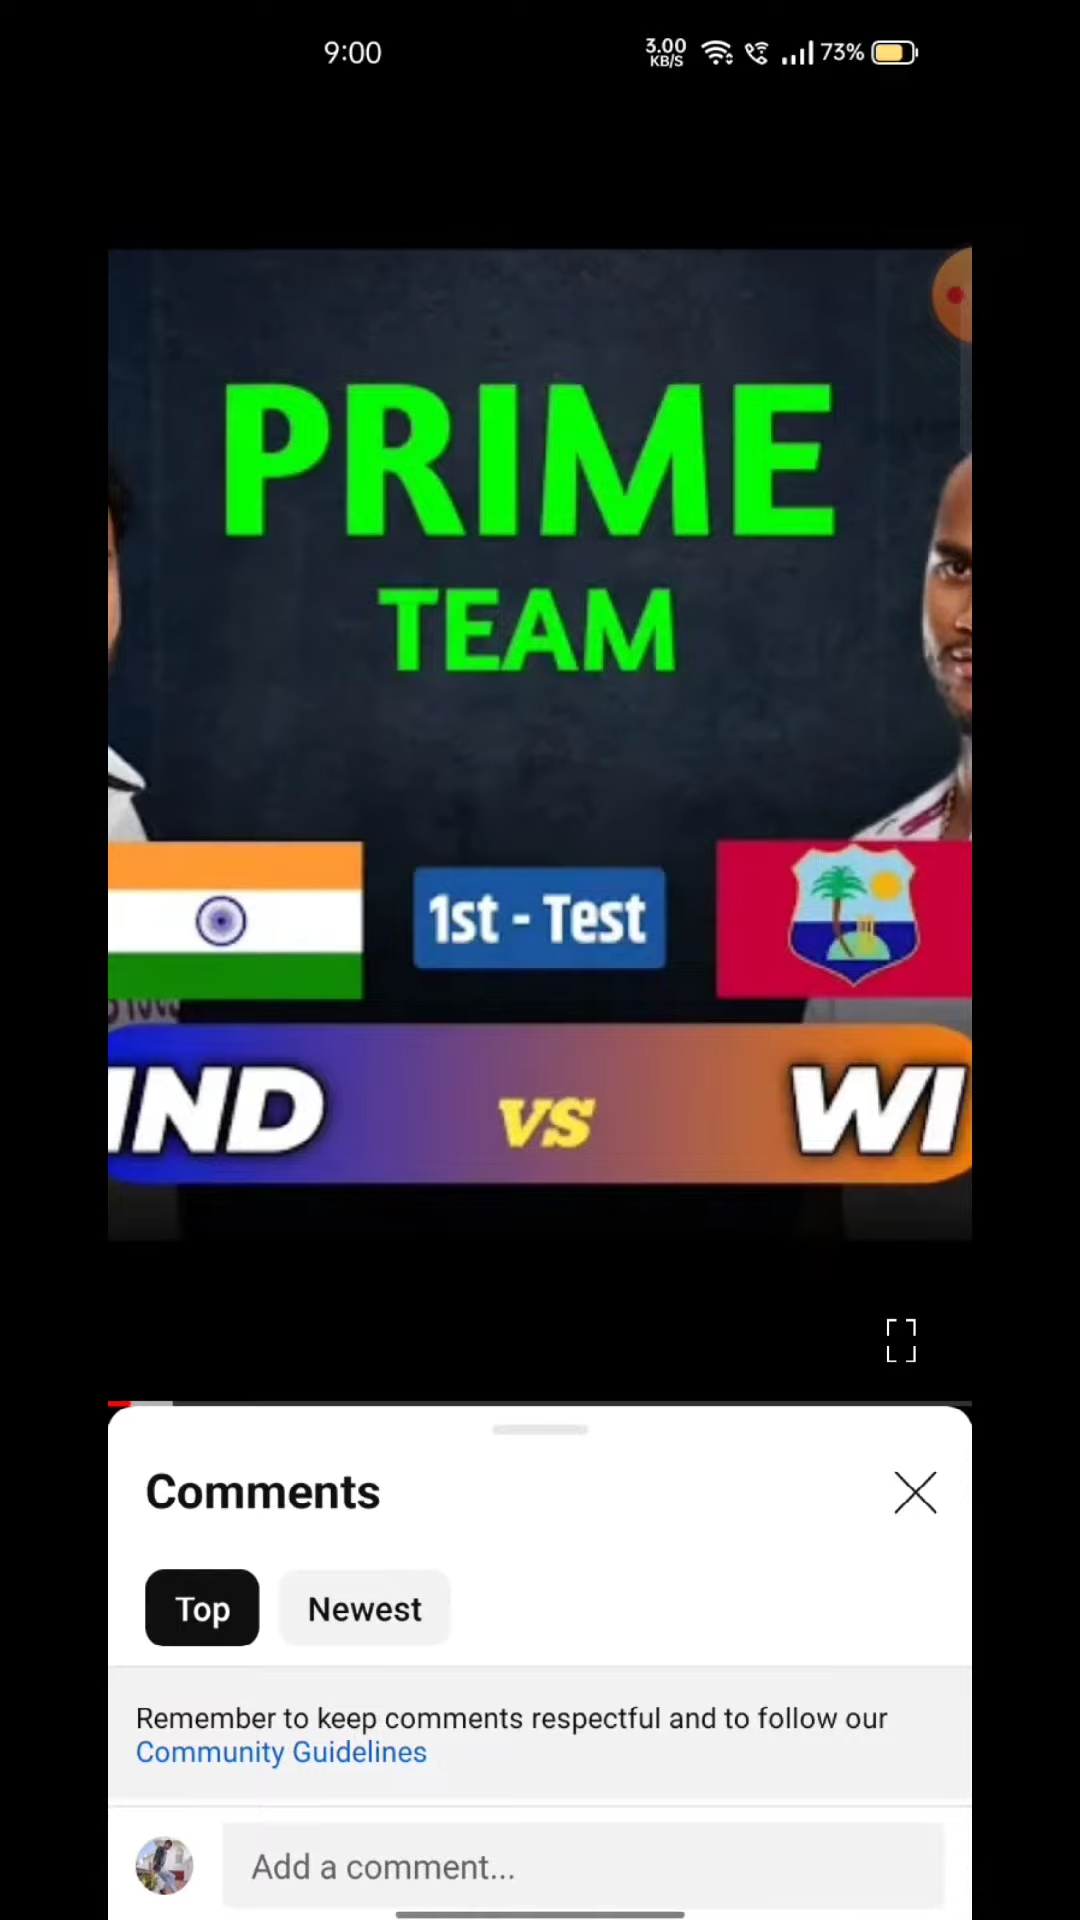 9:00
3.00
KB/S
73%
PRIME
TEAM
1st - Test
IND vs WI
Comments
Top
Newest
Remember to keep comments respectful and to follow our
Community Guidelines
Add a comment...